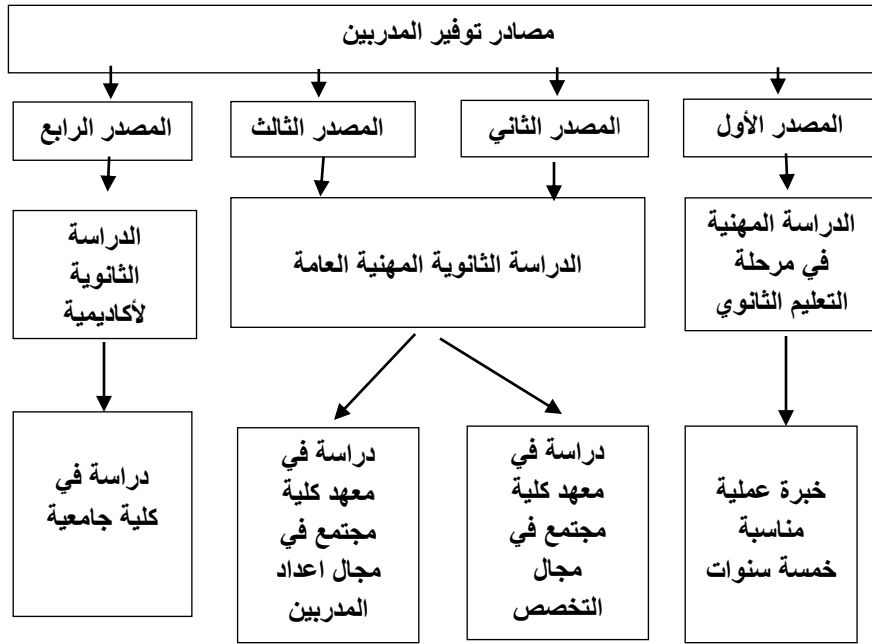 مصادر توفير المدربين
المصدر الأول
المصدر الثاني
المصدر الثالث
المصدر الرابع
الدراسة المهنية
في مرحلة
التعليم الثانوي
الدراسة الثانوية المهنية العامة
الدراسة
الثانوية
لأكاديمية
خبرة عملية
مناسبة
خمسة سنوات
دراسة في
معهد كلية
مجتمع في
مجال
التخصص
دراسة في
معهد كلية
مجتمع في
مجال اعداد
المدربين
دراسة في
كلية جامعية